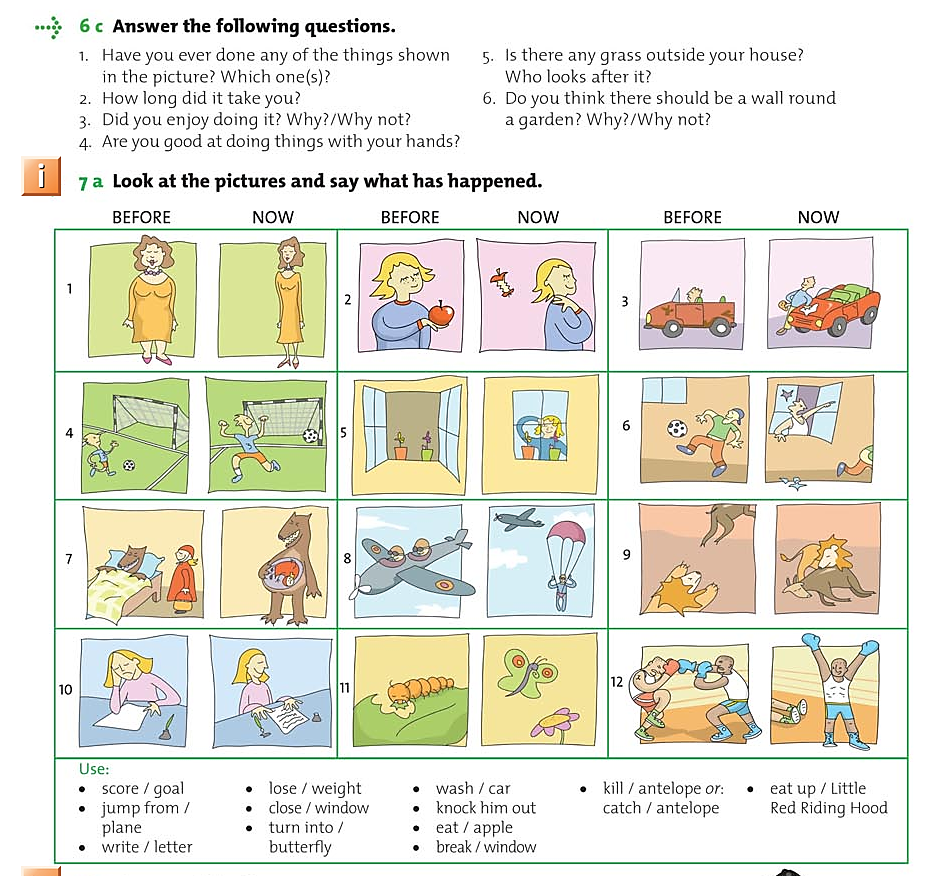 6 c Answer the following questions.
1. Have you ever done any of the things shown
in the picture? Which one(s)?
2. How long did it take you?
3. Did you enjoy doing it? Why?/Why not?
4. Are you good at doing things with your hands?
5. Is there any grass outside your house?
Who looks after it?
6. Do you think there should be a wall round
a garden? Why?/Why not?
i
7 a Look at the pictures and say what has happened.
BEFORE NOW BEFORE NOW BEFORE NOW
1
2
3
4
5
6
7
8
9
10
11
12
Use:
• score / goal
• jump from /
plane
• write / letter
• lose / weight
• close / window
• turn into /
butterfly
• wash / car
• knock him out
• eat / apple
• break / window
• kill / antelope or:
catch / antelope
• eat up / Little
Red Riding Hood